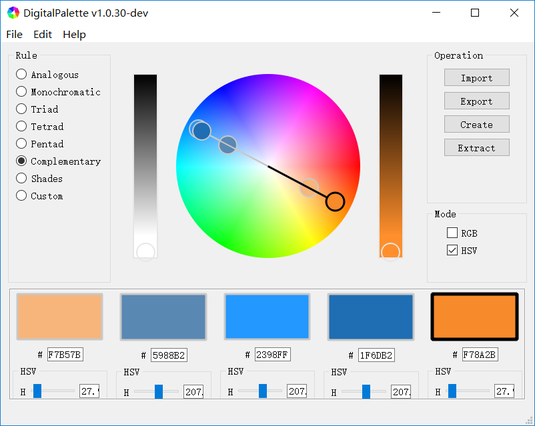 DigitalPalette v1.0.30-dev
File Edit Help
Rule
Analogous
Monochromatic
Triad
Tetrad
Pentad
Complementary
Shades
Custom
Operation
Import
Export
Create
Extract
Mode
RGB
HSV
# F7B57B # 5988B2 # 2398FF # 1F6DB2 # F78A2B
HSV HSV HSV HSV HSV
H 27. H 207. H 207. H 207. H 27.